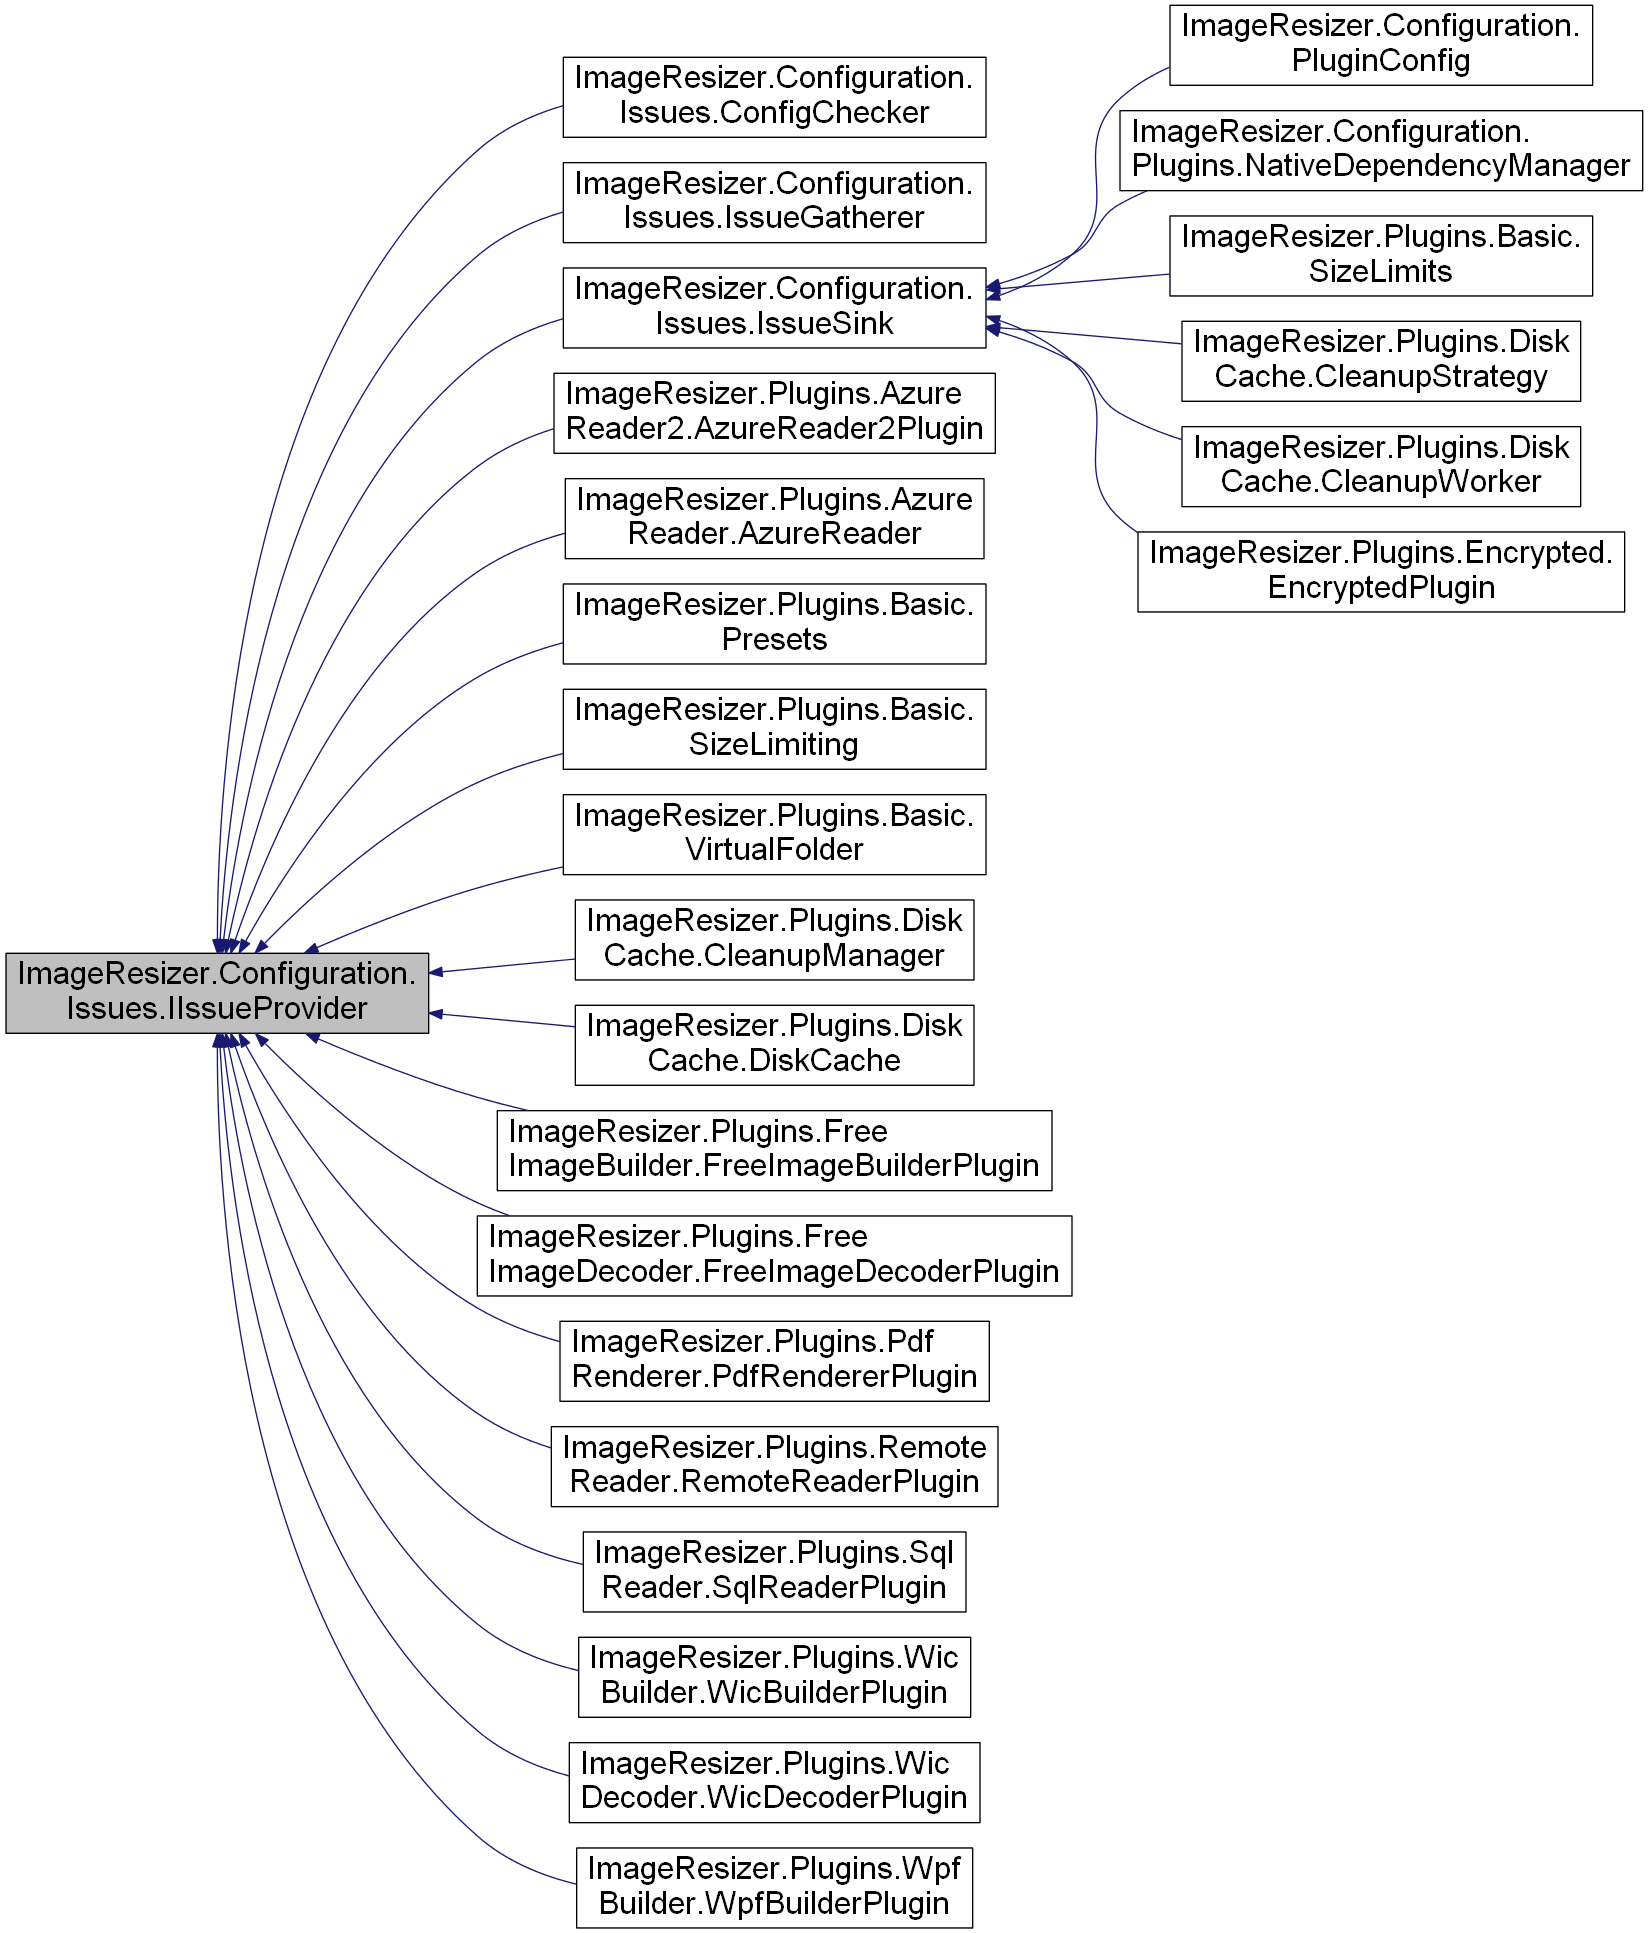 ImageResizer.Configuration.
Issues.IIssueProvider
ImageResizer.Configuration.
Issues.ConfigChecker
ImageResizer.Configuration.
Issues.IssueGatherer
ImageResizer.Configuration.
Issues.IssueSink
ImageResizer.Plugins.Azure
Reader2.AzureReader2Plugin
ImageResizer.Plugins.Azure
Reader.AzureReader
ImageResizer.Plugins.Basic.
Presets
ImageResizer.Plugins.Basic.
SizeLimiting
ImageResizer.Plugins.Basic.
VirtualFolder
ImageResizer.Plugins.Disk
Cache.CleanupManager
ImageResizer.Plugins.Disk
Cache.DiskCache
ImageResizer.Plugins.Free
ImageBuilder.FreeImageBuilderPlugin
ImageResizer.Plugins.Free
ImageDecoder.FreeImageDecoderPlugin
ImageResizer.Plugins.Pdf
Renderer.PdfRendererPlugin
ImageResizer.Plugins.Remote
Reader.RemoteReaderPlugin
ImageResizer.Plugins.Sql
Reader.SqlReaderPlugin
ImageResizer.Plugins.Wic
Builder.WicBuilderPlugin
ImageResizer.Plugins.Wic
Decoder.WicDecoderPlugin
ImageResizer.Plugins.Wpf
Builder.WpfBuilderPlugin
ImageResizer.Configuration.
PluginConfig
ImageResizer.Configuration.
Plugins.NativeDependencyManager
ImageResizer.Plugins.Basic.
SizeLimits
ImageResizer.Plugins.Disk
Cache.CleanupStrategy
ImageResizer.Plugins.Disk
Cache.CleanupWorker
ImageResizer.Plugins.Encrypted.
EncryptedPlugin